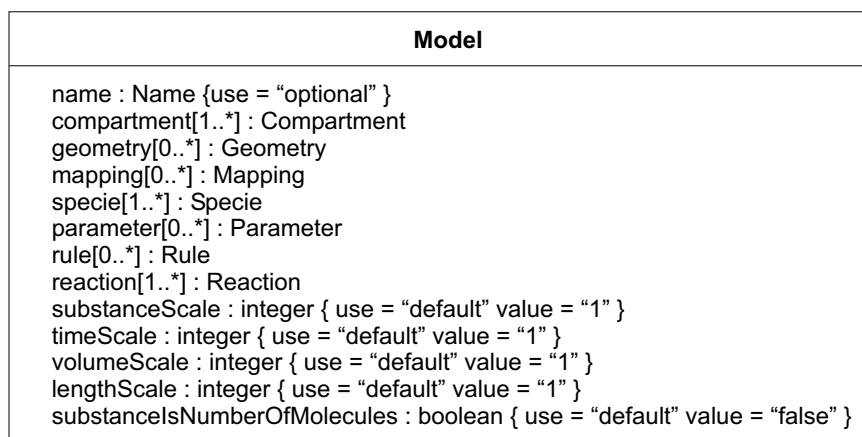 Model
name : Name {use = “optional” }
compartment[1..*] : Compartment
geometry[0..*] : Geometry
mapping[0..*] : Mapping
specie[1..*] : Specie
parameter[0..*] : Parameter
rule[0..*] : Rule
reaction[1..*] : Reaction
substanceScale : integer { use = “default” value = “1” }
timeScale : integer { use = “default” value = “1” }
volumeScale : integer { use = “default” value = “1” }
lengthScale : integer { use = “default” value = “1” }
substanceIsNumberOfMolecules : boolean { use = “default” value = “false” }